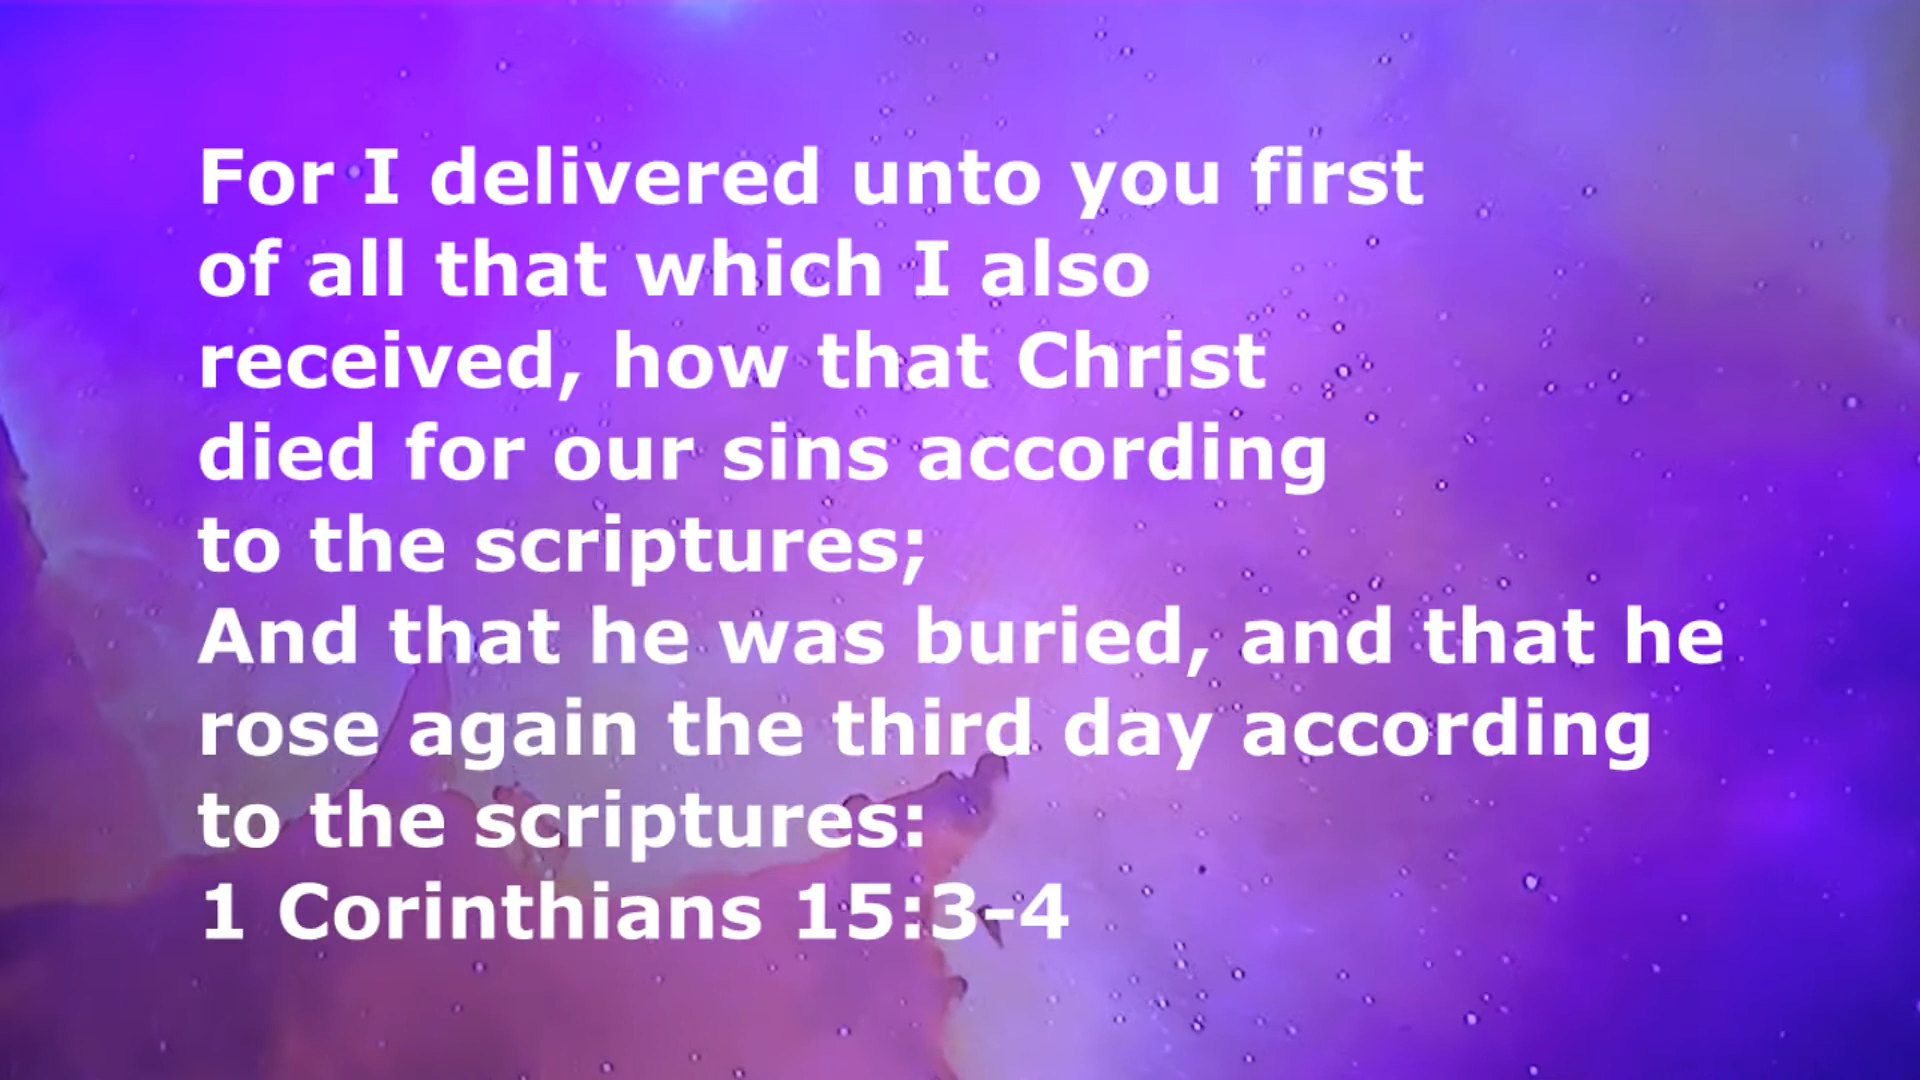 For I delivered unto you first
of all that which I also
received, how that Christ
died for our sins according
to the scriptures;
And that he was buried, and that he
rose again the third day according
to the scriptures:
1 Corinthians 15:3-4